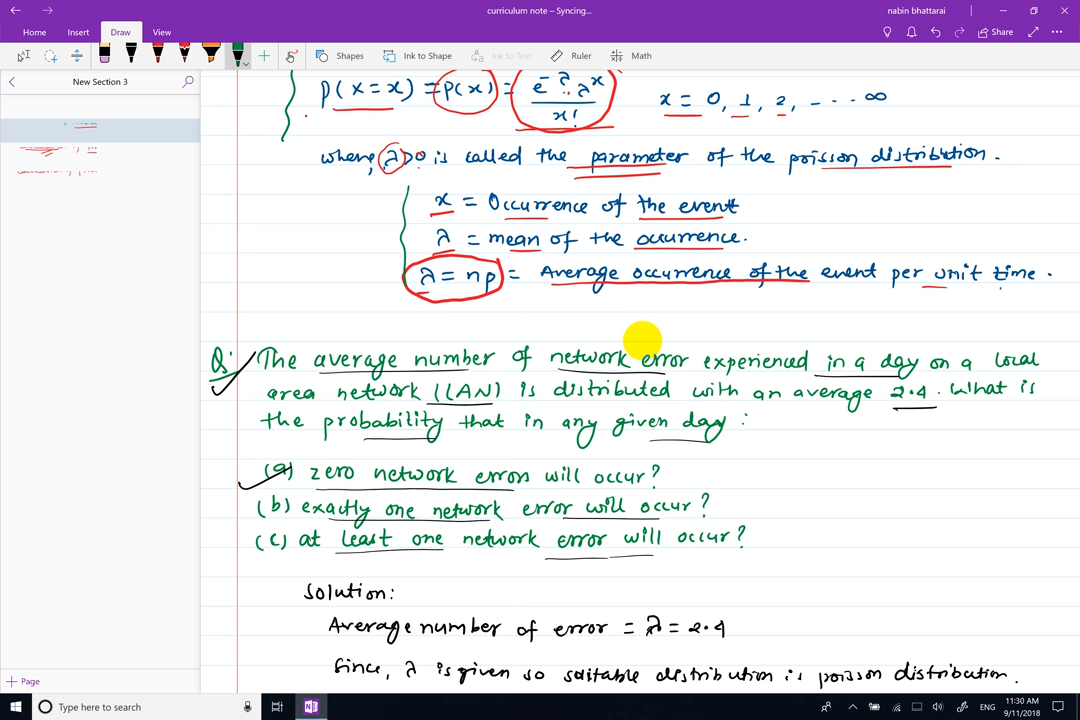 curriculum note – Syncing...
nabin bhattarai
Home Insert Draw View
Share
Shapes Ink to Shape Ink to Text Ruler Math
New Section 3
P(X=x) = P(x) = e^-λ λ^x / x! x = 0, 1, 2, - - - - ∞
where, λ>0 is called the parameter of the poisson distribution.
x = Occurrence of the event
λ = mean of the occurrence.
λ = np = Average occurrence of the event per unit time.
Q: The average number of network error experienced in a day on a local
area network (LAN) is distributed with an average 2.4. What is
the probability that in any given day:
(a) zero network errors will occur?
(b) exactly one network error will occur?
(c) at least one network error will occur?
Solution:
Average number of error = λ = 2.4
Since, λ is given so suitable distribution is poisson distribution.
+ Page
Type here to search
ENG
11:30 AM
9/11/2018